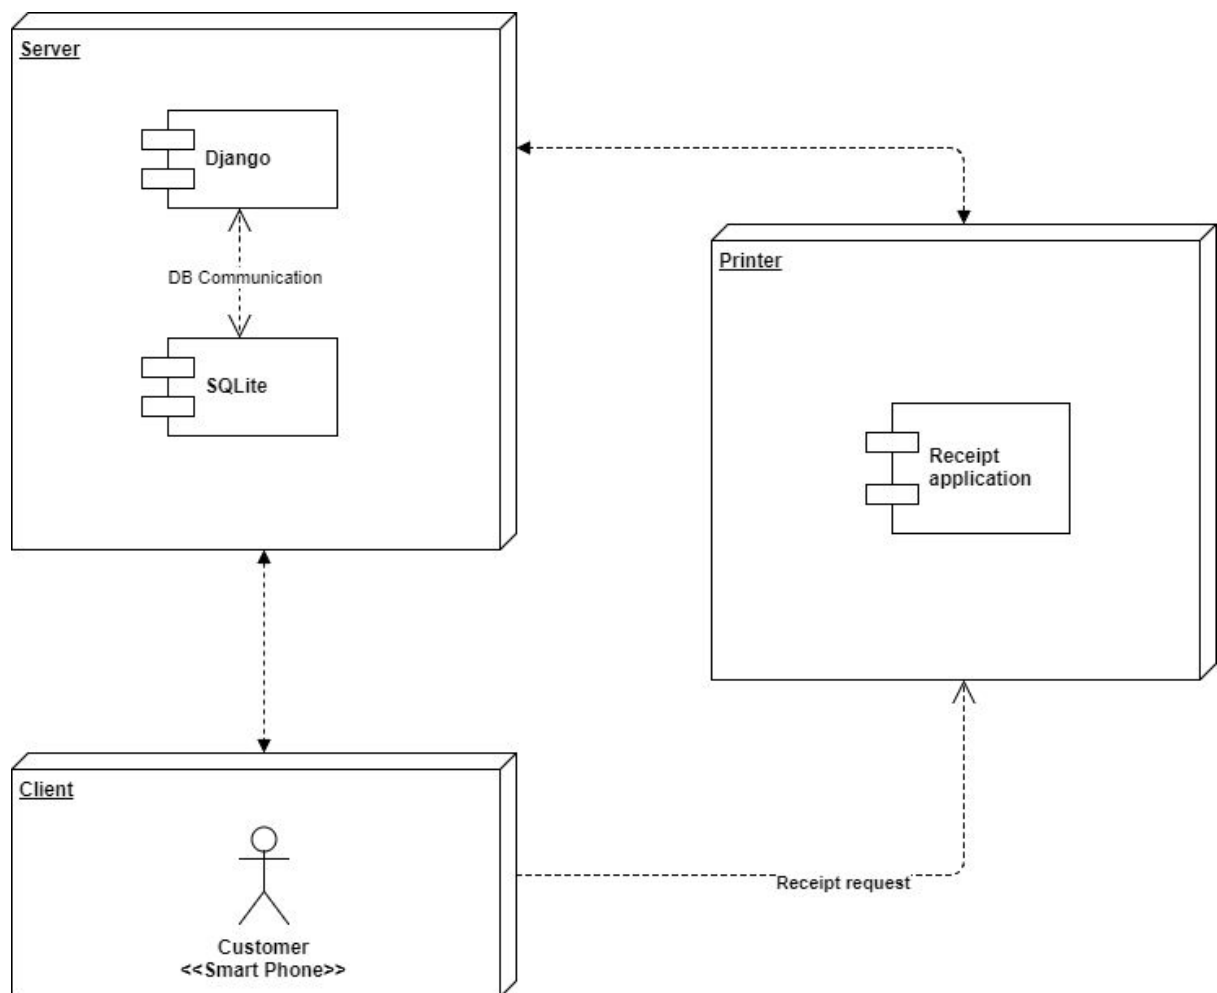 Server
Django
DB Communication
SQLite
Printer
Receipt
application
Client
Customer
<<Smart Phone>>
Receipt request